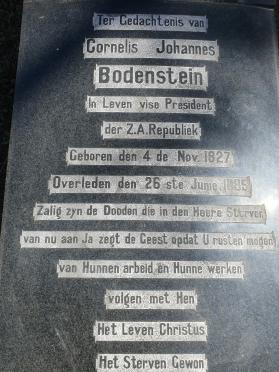 Ter Gedachtenis van
Cornelis Johannes
Bodenstein
In Leven vise President
der Z.A. Republiek
Geboren den 4 de Nov. 1827
Overleden den 26 ste Junie 1885
Zalig zyn de Dooden die in den Heere Sterven
van nu aan Ja zegt de Geest opdat U rusten mogen
van Hunnen arbeid en Hunne werken
volgen met Hen
Het Leven Christus
Het Sterven Gewon